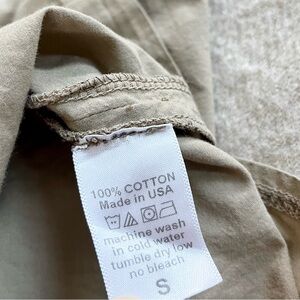 100% COTTON
Made in USA
machine wash
in cold water
tumble dry low
no bleach
S